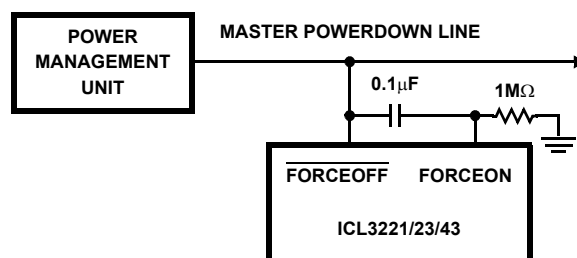 POWER
MANAGEMENT
UNIT
MASTER POWERDOWN LINE
0.1μF
1MΩ
FORCEOFF FORCEON
ICL3221/23/43